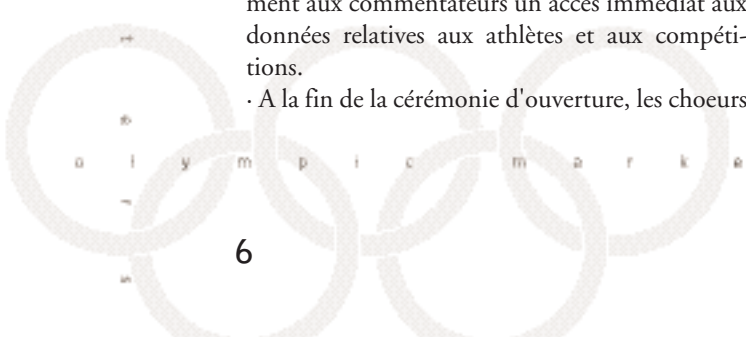 ment aux commentateurs un accès immédiat aux
données relatives aux athlètes et aux compéti-
tions.
· A la fin de la cérémonie d'ouverture, les choeurs
o l y m p i c m a r k e
6